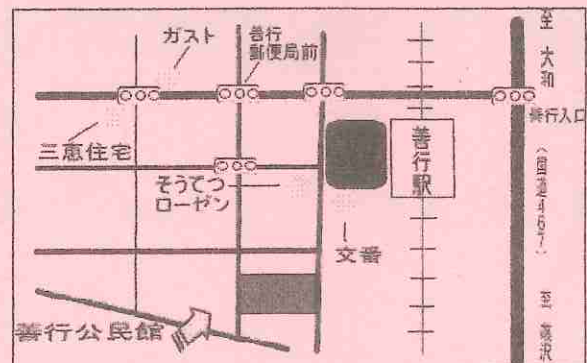 ガスト
善行
郵便局前
至 大和
善行入口
三恵住宅
善行駅
そうてつ
ローゼン
(国道467)
交番
善行公民館
至 藤沢